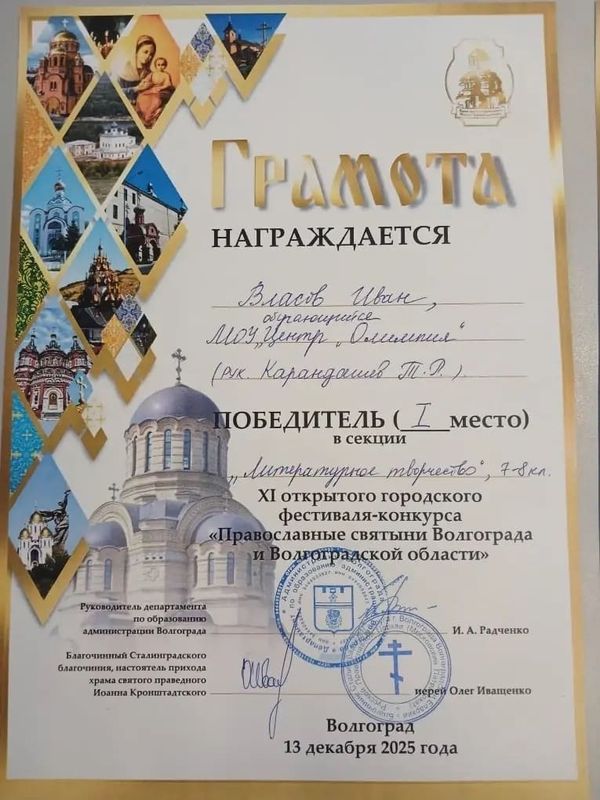 Грамота
НАГРАЖДАЕТСЯ
Власов Иван,
обучающийся
МОУ „Центр „Олимпия“
(рук. Карандашев Т.Р.).
ПОБЕДИТЕЛЬ ( I место)
в секции
„Литературное творчество“, 7-8 кл.
XI открытого городского
фестиваля-конкурса
«Православные святыни Волгограда
и Волгоградской области»
Руководитель департамента
по образованию
администрации Волгограда
И. А. Радченко
Благочинный Сталинградского
благочиния, настоятель прихода
храма святого праведного
Иоанна Кронштадтского
иерей Олег Иващенко
Волгоград
13 декабря 2025 года